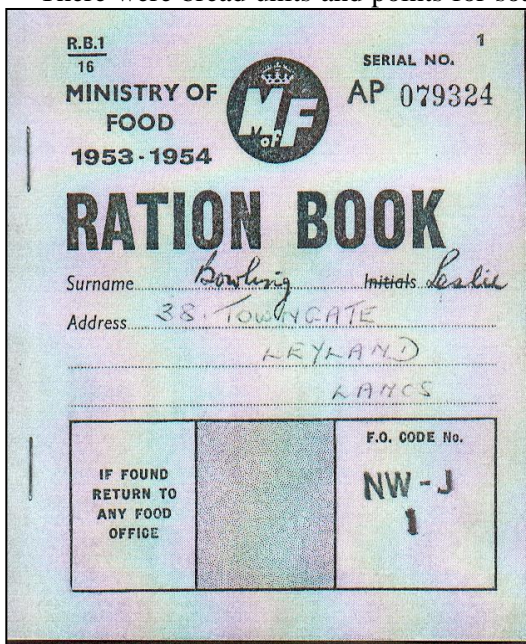 There were bread units and points for so
R.B.1
16
1
MINISTRY OF
FOOD
1953-1954
M F
M of
SERIAL NO.
AP 079324
RATION BOOK
Surname Bowling Initials Leslie
Address 38. TOWNGATE
LEYLAND
LANCS
IF FOUND
RETURN TO
ANY FOOD
OFFICE
F.O. CODE No.
NW-J
1